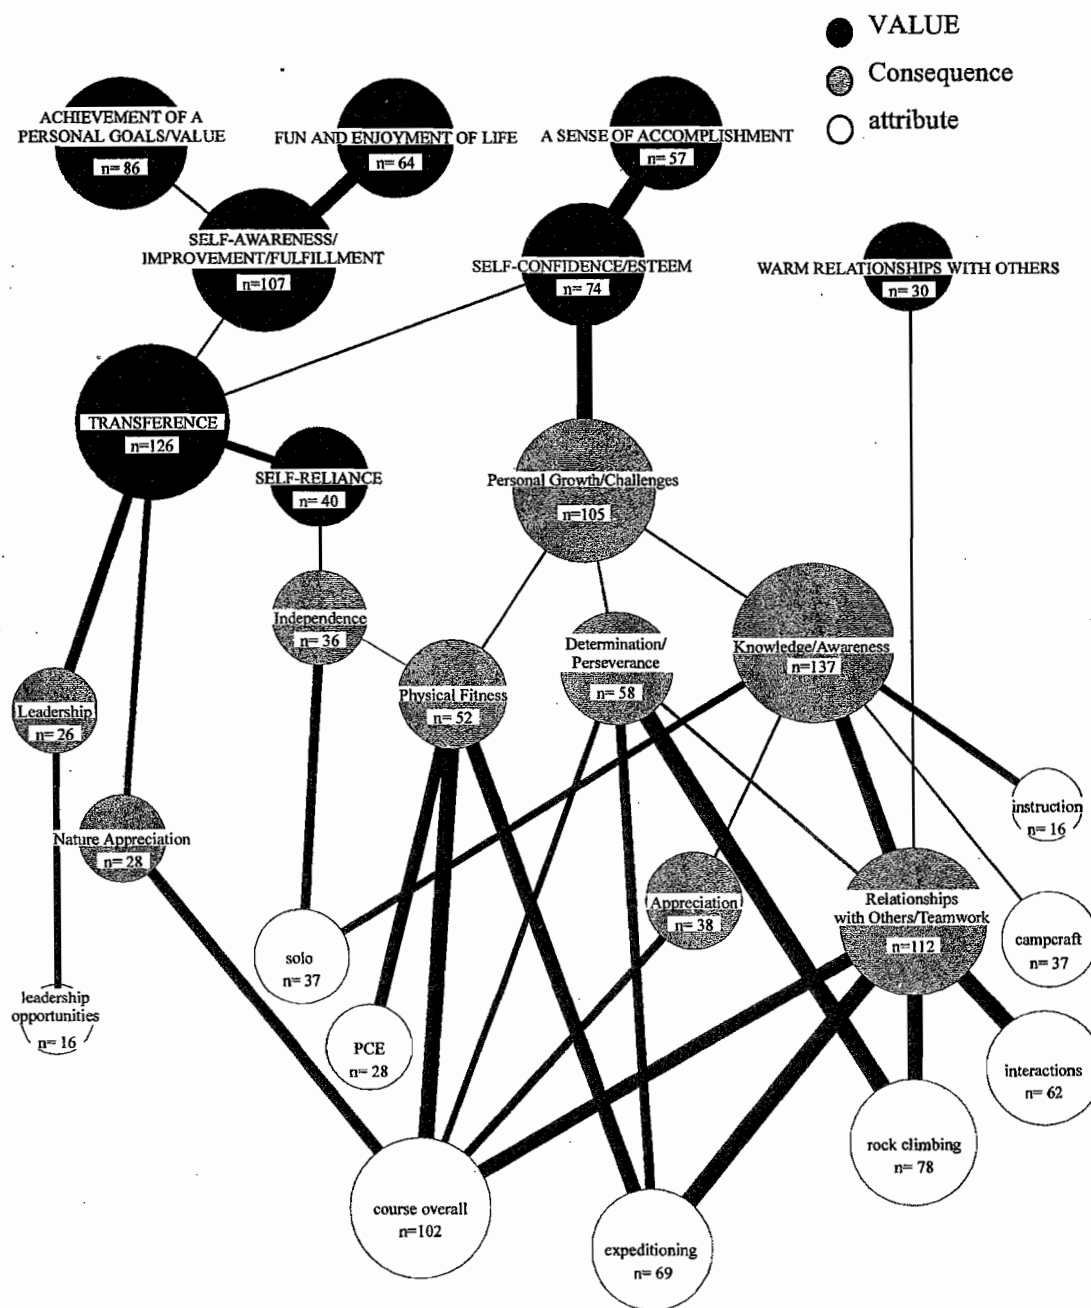 VALUE
Consequence
attribute
ACHIEVEMENT OF A
PERSONAL GOALS/VALUE
n= 86
FUN AND ENJOYMENT OF LIFE
n= 64
A SENSE OF ACCOMPLISHMENT
n= 57
SELF-AWARENESS/
IMPROVEMENT/FULFILLMENT
n=107
SELF-CONFIDENCE/ESTEEM
n= 74
WARM RELATIONSHIPS WITH OTHERS
n= 30
TRANSFERENCE
n=126
SELF-RELIANCE
n= 40
Personal Growth/Challenges
n=105
Independence
n= 36
Determination/
Perseverance
n= 58
Knowledge/Awareness
n=137
Physical Fitness
n= 52
Leadership
n= 26
Nature Appreciation
n= 28
instruction
n= 16
Appreciation
n= 38
Relationships
with Others/Teamwork
n=112
campcraft
n= 37
solo
n= 37
leadership
opportunities
n= 16
PCE
n= 28
interactions
n= 62
rock climbing
n= 78
course overall
n=102
expeditioning
n= 69